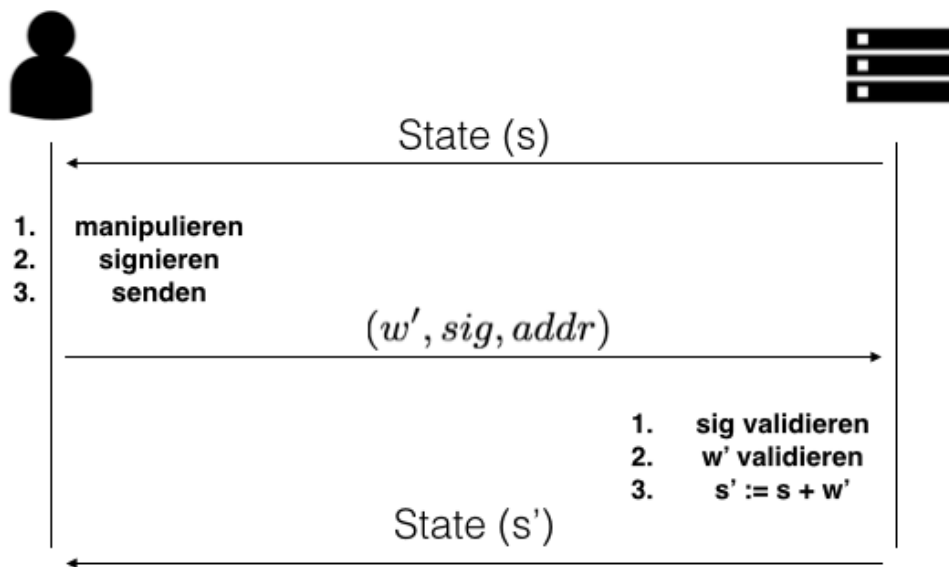 State (s)
1. manipulieren
2. signieren
3. senden
(w′, sig, addr)
1. sig validieren
2. w’ validieren
3. s’ := s + w’
State (s’)